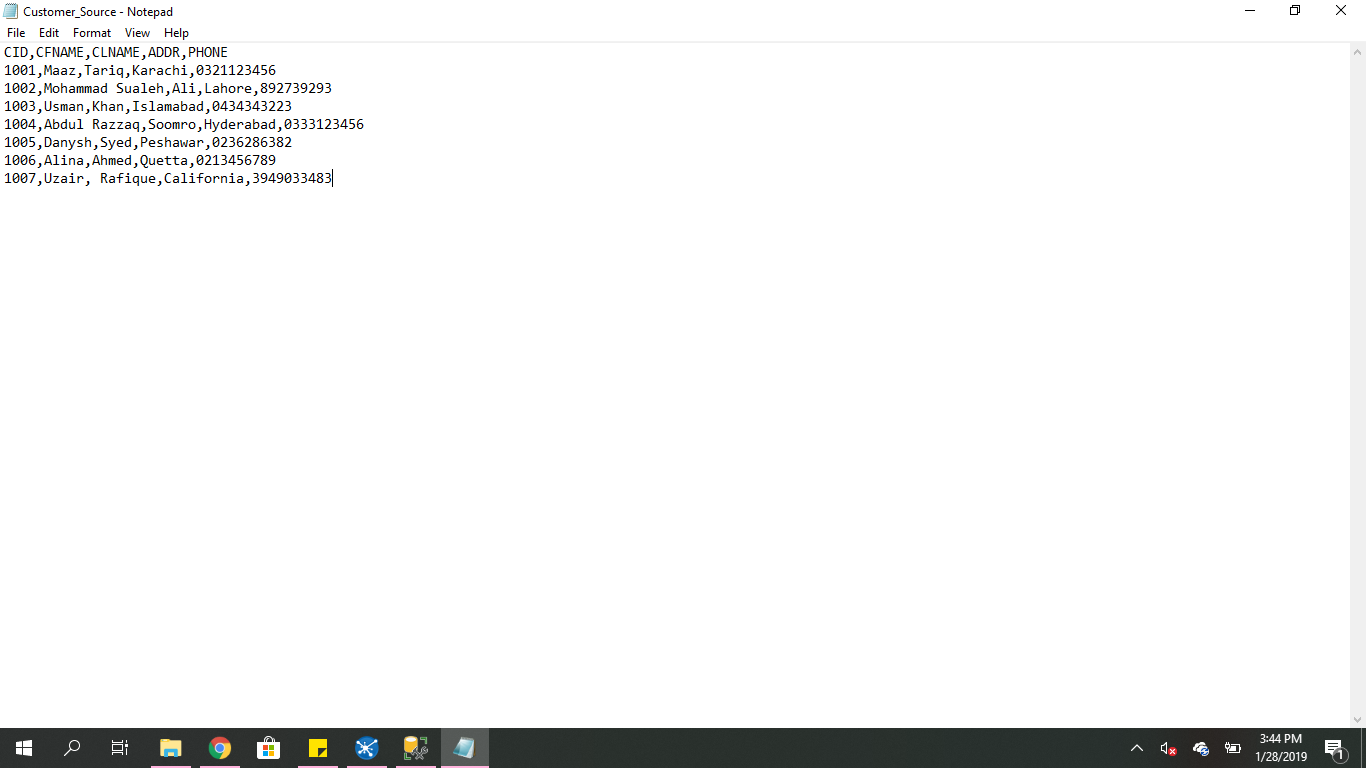 Customer_Source - Notepad
File Edit Format View Help
CID,CFNAME,CLNAME,ADDR,PHONE
1001,Maaz,Tariq,Karachi,0321123456
1002,Mohammad Sualeh,Ali,Lahore,892739293
1003,Usman,Khan,Islamabad,0434343223
1004,Abdul Razzaq,Soomro,Hyderabad,0333123456
1005,Danysh,Syed,Peshawar,0236286382
1006,Alina,Ahmed,Quetta,0213456789
1007,Uzair, Rafique,California,3949033483
3:44 PM
1/28/2019
1